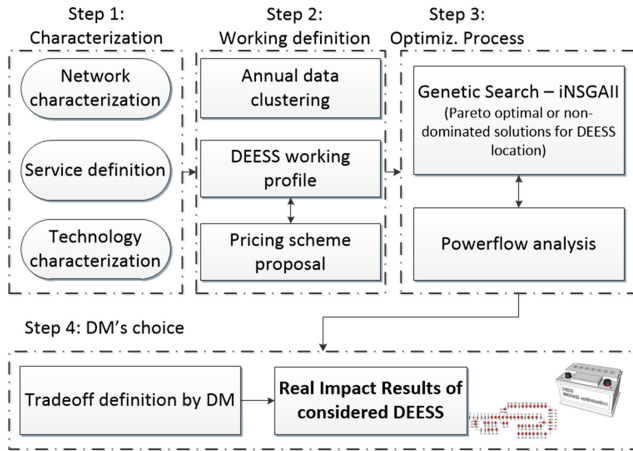 Step 1:
Characterization
Network
characterization
Service definition
Technology
characterization
Step 2:
Working definition
Annual data
clustering
DEESS working
profile
Pricing scheme
proposal
Step 3:
Optimiz. Process
Genetic Search – iNSGAII
(Pareto optimal or non-
dominated solutions for DEESS
location)
Powerflow analysis
Step 4: DM's choice
Tradeoff definition by DM
Real Impact Results of
considered DEESS